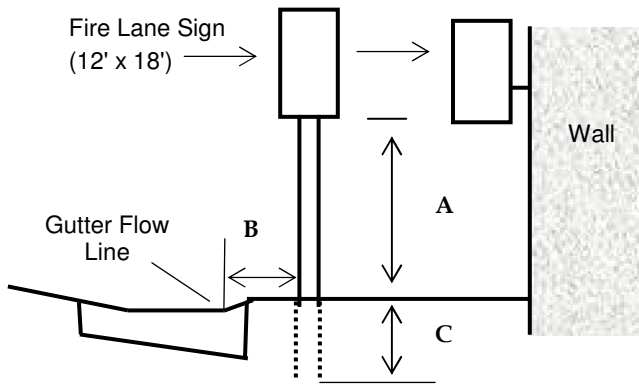 Fire Lane Sign
(12' x 18')
Wall
A
B
Gutter Flow
Line
C